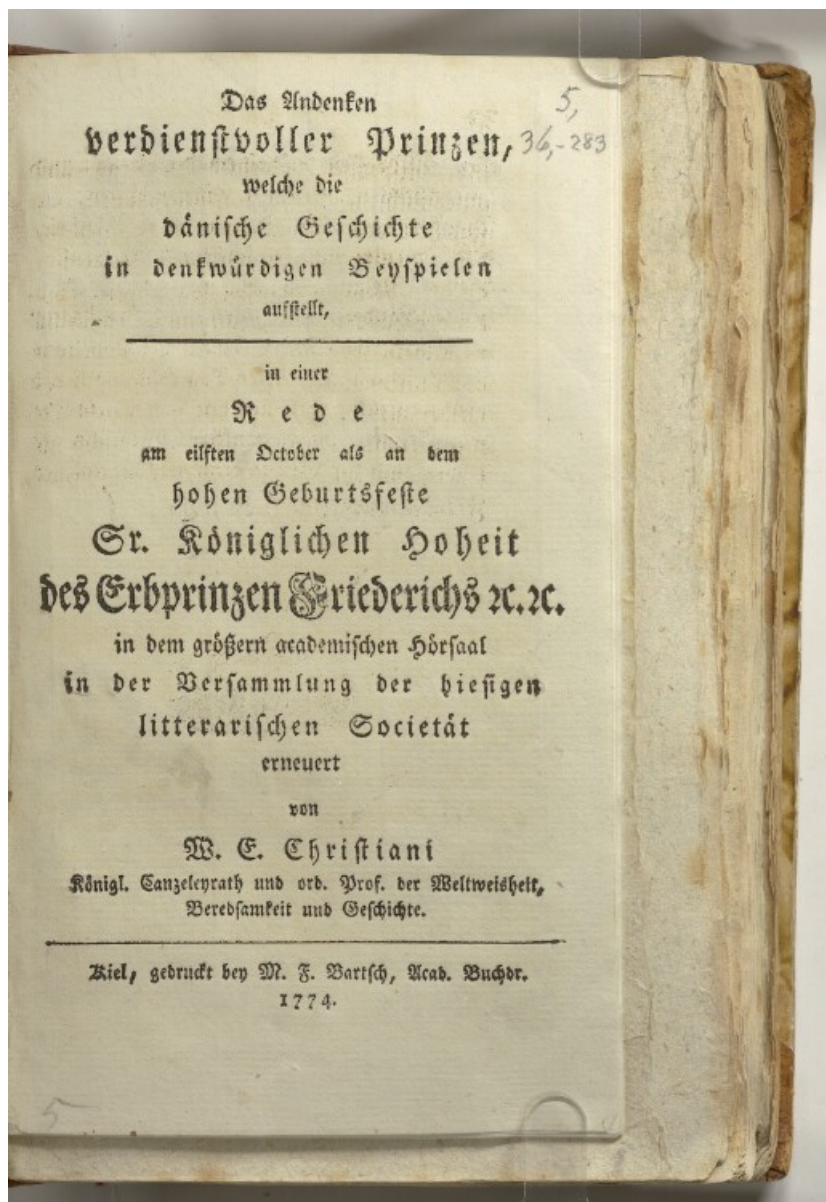 Das Andenken
verdienstvoller Prinzen,
welche die
dänische Geschichte
in denkwürdigen Beyspielen
aufstellt,
in einer
Rede
am eilften October als an dem
hohen Geburtsfeste
Sr. Königlichen Hoheit
des Erbprinzen Friederichs ꝛc. ꝛc.
in dem größern academischen Hörsaal
in der Versammlung der hiesigen
litterarischen Societät
erneuert
von
W. E. Christiani
Königl. Canzeleyrath und ord. Prof. der Weltweisheit,
Beredsamkeit und Geschichte.
Kiel, gedruckt bey M. F. Bartsch, Acad. Buchdr.
1774.
5,
36,-283
5